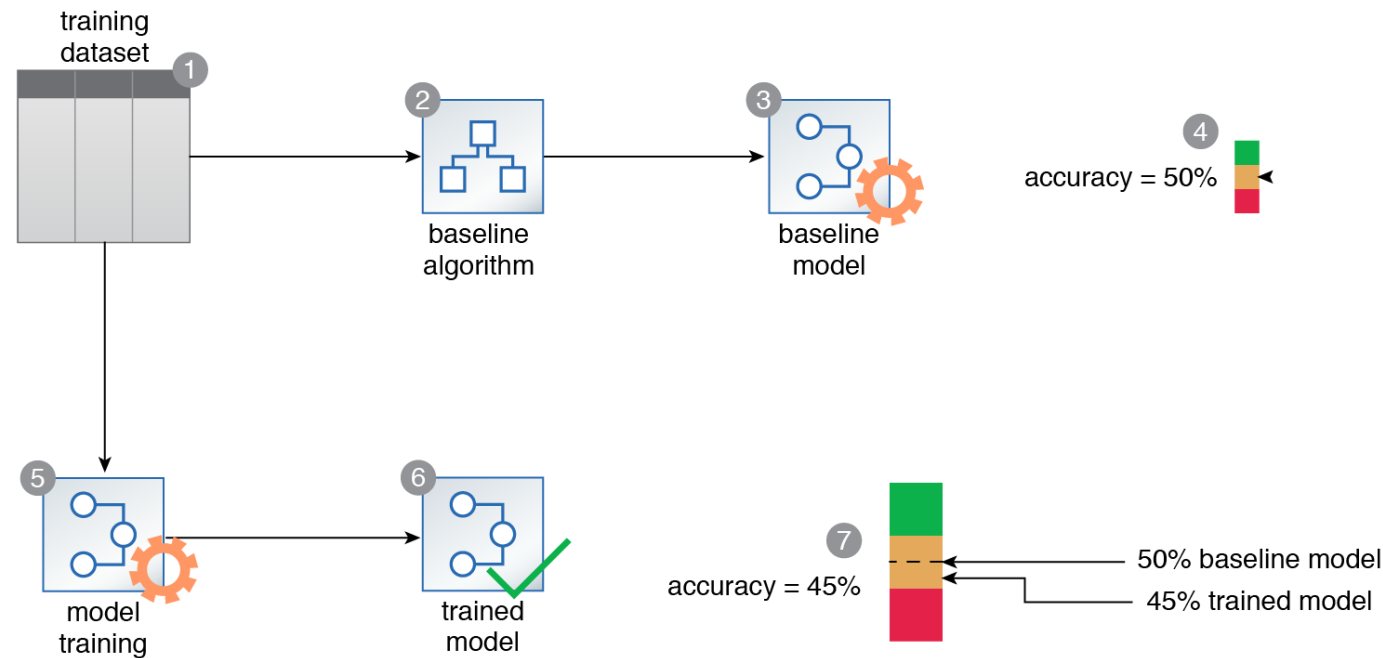 training
dataset
1
2
3
4
accuracy = 50%
baseline
algorithm
baseline
model
5
6
7
50% baseline model
accuracy = 45%
45% trained model
model
training
trained
model